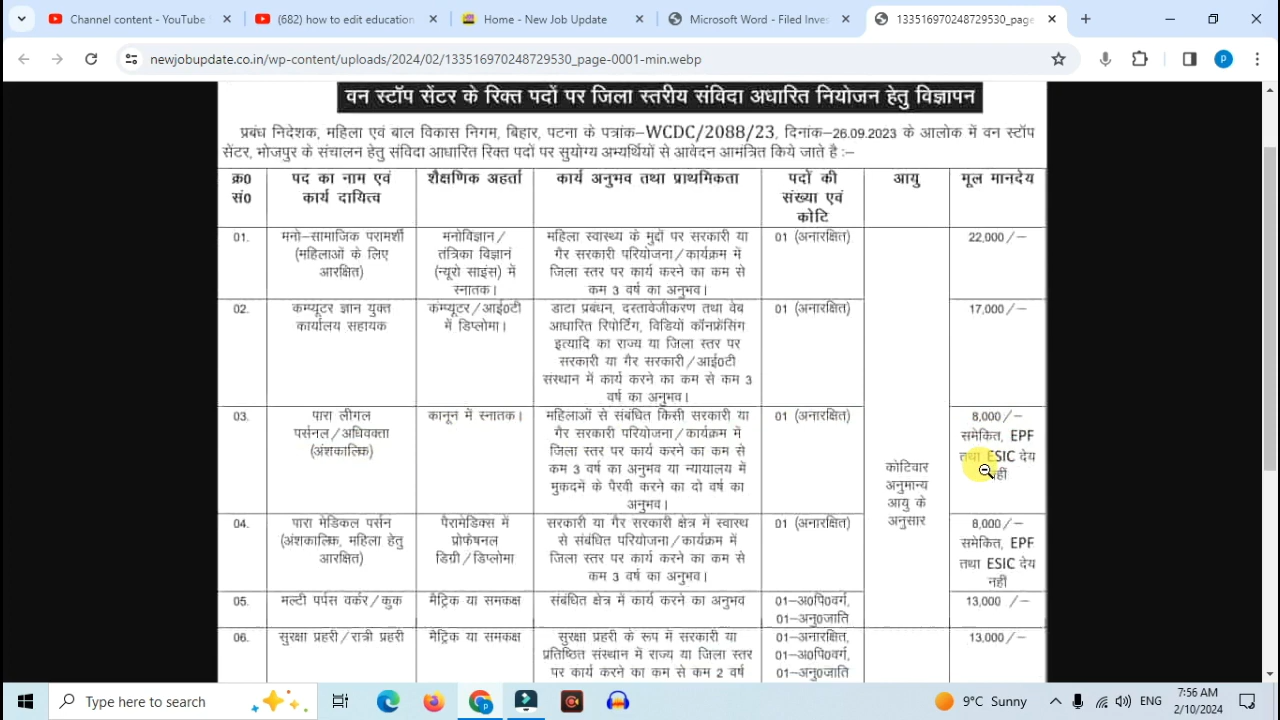 Channel content - YouTube
(682) how to edit education
Home - New Job Update
Microsoft Word - Filed Inves
133516970248729530_page
newjobupdate.co.in/wp-content/uploads/2024/02/133516970248729530_page-0001-min.webp
वन स्टॉप सेंटर के रिक्त पदों पर जिला स्तरीय संविदा अधारित नियोजन हेतु विज्ञापन
प्रबंध निदेशक, महिला एवं बाल विकास निगम, बिहार, पटना के पत्रांक–WCDC/2088/23, दिनांक–26.09.2023 के आलोक में वन स्टॉप
सेंटर, भोजपुर के संचालन हेतु संविदा आधारित रिक्त पदों पर सुयोग्य अभ्यर्थियों से आवेदन आमंत्रित किये जाते है :–
क्र0 सं0
पद का नाम एवं
कार्य दायित्व
शैक्षणिक अहर्ता
कार्य अनुभव तथा प्राथमिकता
पदों की
संख्या एवं
कोटि
आयु
मूल मानदेय
01.
मनो–सामाजिक परामर्शी
(महिलाओं के लिए
आरक्षित)
मनोविज्ञान/
तंत्रिका विज्ञानं
(न्यूरो साइंस) में
स्नातक।
महिला स्वास्थ्य के मुद्दों पर सरकारी या
गैर सरकारी परियोजना/कार्यक्रम में
जिला स्तर पर कार्य करने का कम से
कम 3 वर्ष का अनुभव।
01 (अनारक्षित)
22,000/–
02.
कम्प्यूटर ज्ञान युक्त
कार्यालय सहायक
कंम्प्यूटर/आई0टी
में डिप्लोमा।
डाटा प्रबंधन, दस्तावेजीकरण तथा वेब
आधारित रिपोर्टिंग, विडियों कॉनफ्रेंसिंग
इत्यादि का राज्य या जिला स्तर पर
सरकारी या गैर सरकारी/आई0टी
संस्थान में कार्य करने का कम से कम 3
वर्ष का अनुभव।
01 (अनारक्षित)
17,000/–
03.
पारा लीगल
पर्सनल/अधिवक्ता
(अंशकालिक)
कानून में स्नातक।
महिलाओं से संबंधित किसी सरकारी या
गैर सरकारी परियोजना/कार्यक्रम में
जिला स्तर पर कार्य करने का कम से
कम 3 वर्ष का अनुभव या न्यायालय में
मुकदमें के पैरवी करने का दो वर्ष का
अनुभव।
01 (अनारक्षित)
कोटिवार
अनुमान्य
आयु के
अनुसार
8,000/–
समेकित, EPF
तथा ESIC देय
नहीं
04.
पारा मेडिकल पर्सन
(अंशकालिक, महिला हेतु
आरक्षित)
पैरामेडिक्स में
प्रोफेषनल
डिग्री/डिप्लोमा
सरकारी या गैर सरकारी क्षेत्र में स्वास्थ
से संबंधित परियोजना/कार्यक्रम में
जिला स्तर पर कार्य करने का कम से
कम 3 वर्ष का अनुभव।
01 (अनारक्षित)
8,000/–
समेकित, EPF
तथा ESIC देय
नहीं
05.
मल्टी पर्पस वर्कर/कुक
मैट्रिक या समकक्ष
संबंधित क्षेत्र में कार्य करने का अनुभव
01–अ0पि0वर्ग,
01–अनु0जाति
13,000 /–
06.
सुरक्षा प्रहरी/रात्री प्रहरी
मैट्रिक या समकक्ष
सुरक्षा प्रहरी के रूप में सरकारी या
प्रतिष्ठित संस्थान में राज्य या जिला स्तर
पर कार्य करने का कम से कम 2 वर्ष
01–अनारक्षित,
01–अ0पि0वर्ग,
01–अनु0जाति
13,000/–
Type here to search
9°C Sunny
ENG
7:56 AM
2/10/2024